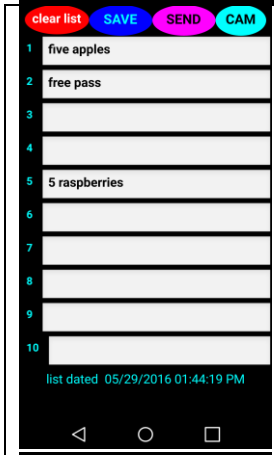 clear list SAVE SEND CAM
1 five apples
2 free pass
3
4
5 5 raspberries
6
7
8
9
10
list dated 05/29/2016 01:44:19 PM